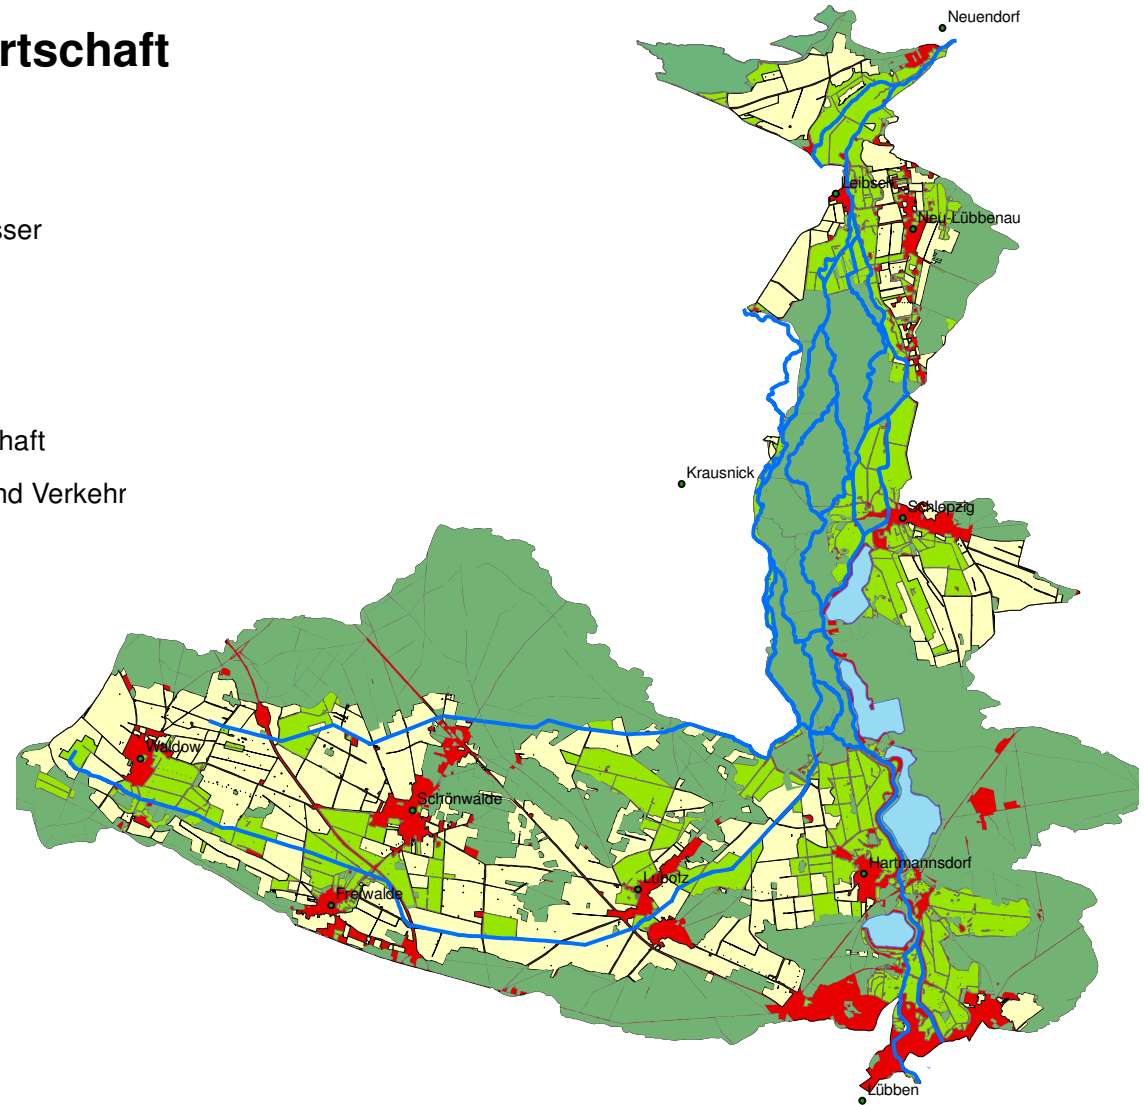 rtschaft
sser
haft
nd Verkehr
Neuendorf
Leibsch
Neu-Lübbenau
Krausnick
Schlepzig
Waldow
Schönwalde
Hartmannsdorf
Lubolz
Freiwalde
Lübben